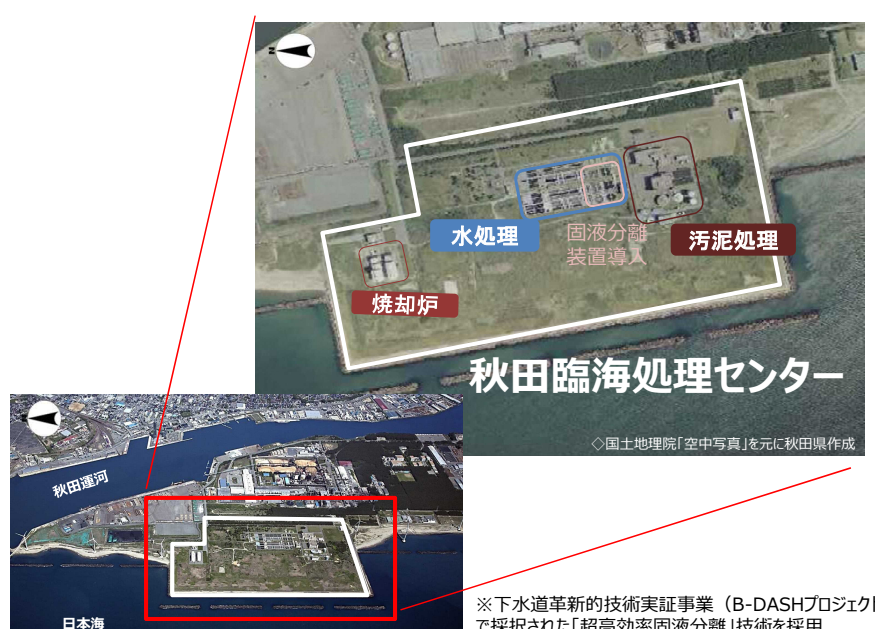 水処理
固液分離
装置導入
汚泥処理
焼却炉
秋田臨海処理センター
◇国土地理院「空中写真」を元に秋田県作成
秋田運河
日本海
※下水道革新的技術実証事業（B-DASHプロジェクト
で採択された「超高効率固液分離」技術を採用